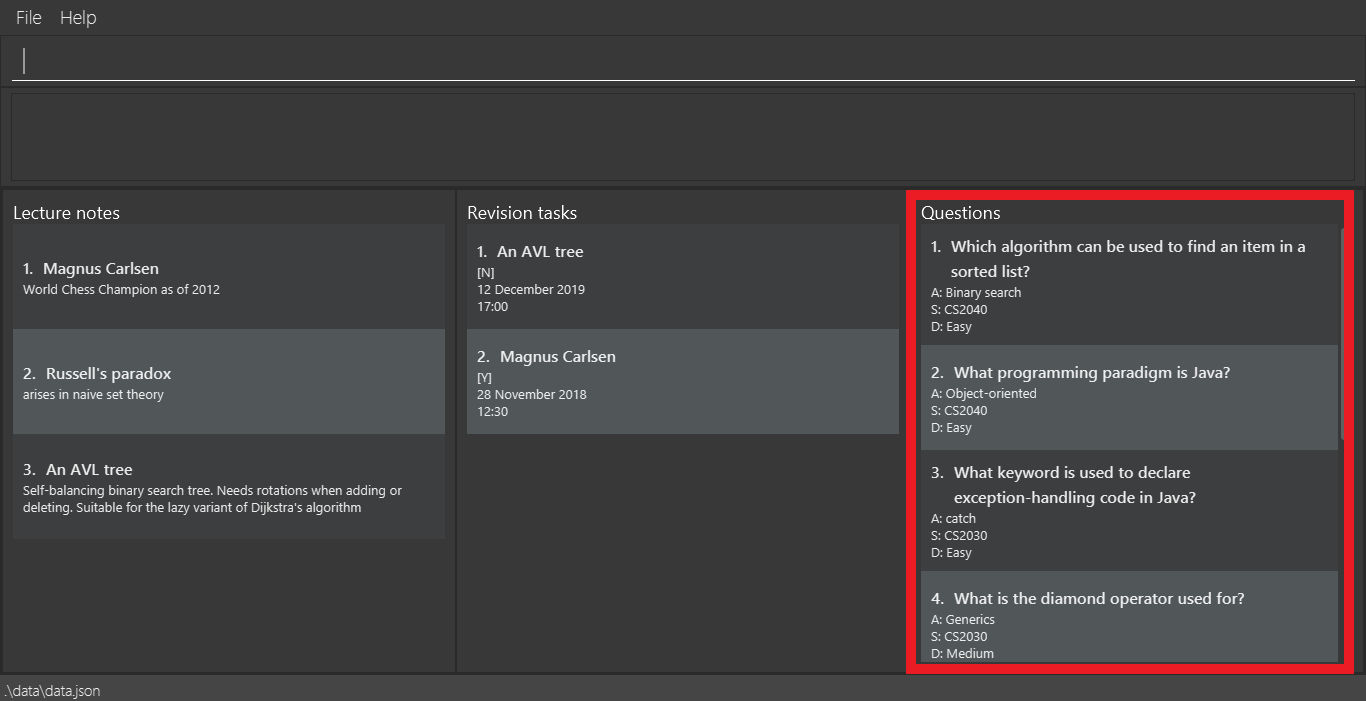 File Help
Lecture notes
1. Magnus Carlsen
World Chess Champion as of 2012
2. Russell's paradox
arises in naive set theory
3. An AVL tree
Self-balancing binary search tree. Needs rotations when adding or
deleting. Suitable for the lazy variant of Dijkstra's algorithm
Revision tasks
1. An AVL tree
[N]
12 December 2019
17:00
2. Magnus Carlsen
[Y]
28 November 2018
12:30
Questions
1. Which algorithm can be used to find an item in a
sorted list?
A: Binary search
S: CS2040
D: Easy
2. What programming paradigm is Java?
A: Object-oriented
S: CS2040
D: Easy
3. What keyword is used to declare
exception-handling code in Java?
A: catch
S: CS2030
D: Easy
4. What is the diamond operator used for?
A: Generics
S: CS2030
D: Medium
.\data\data.json